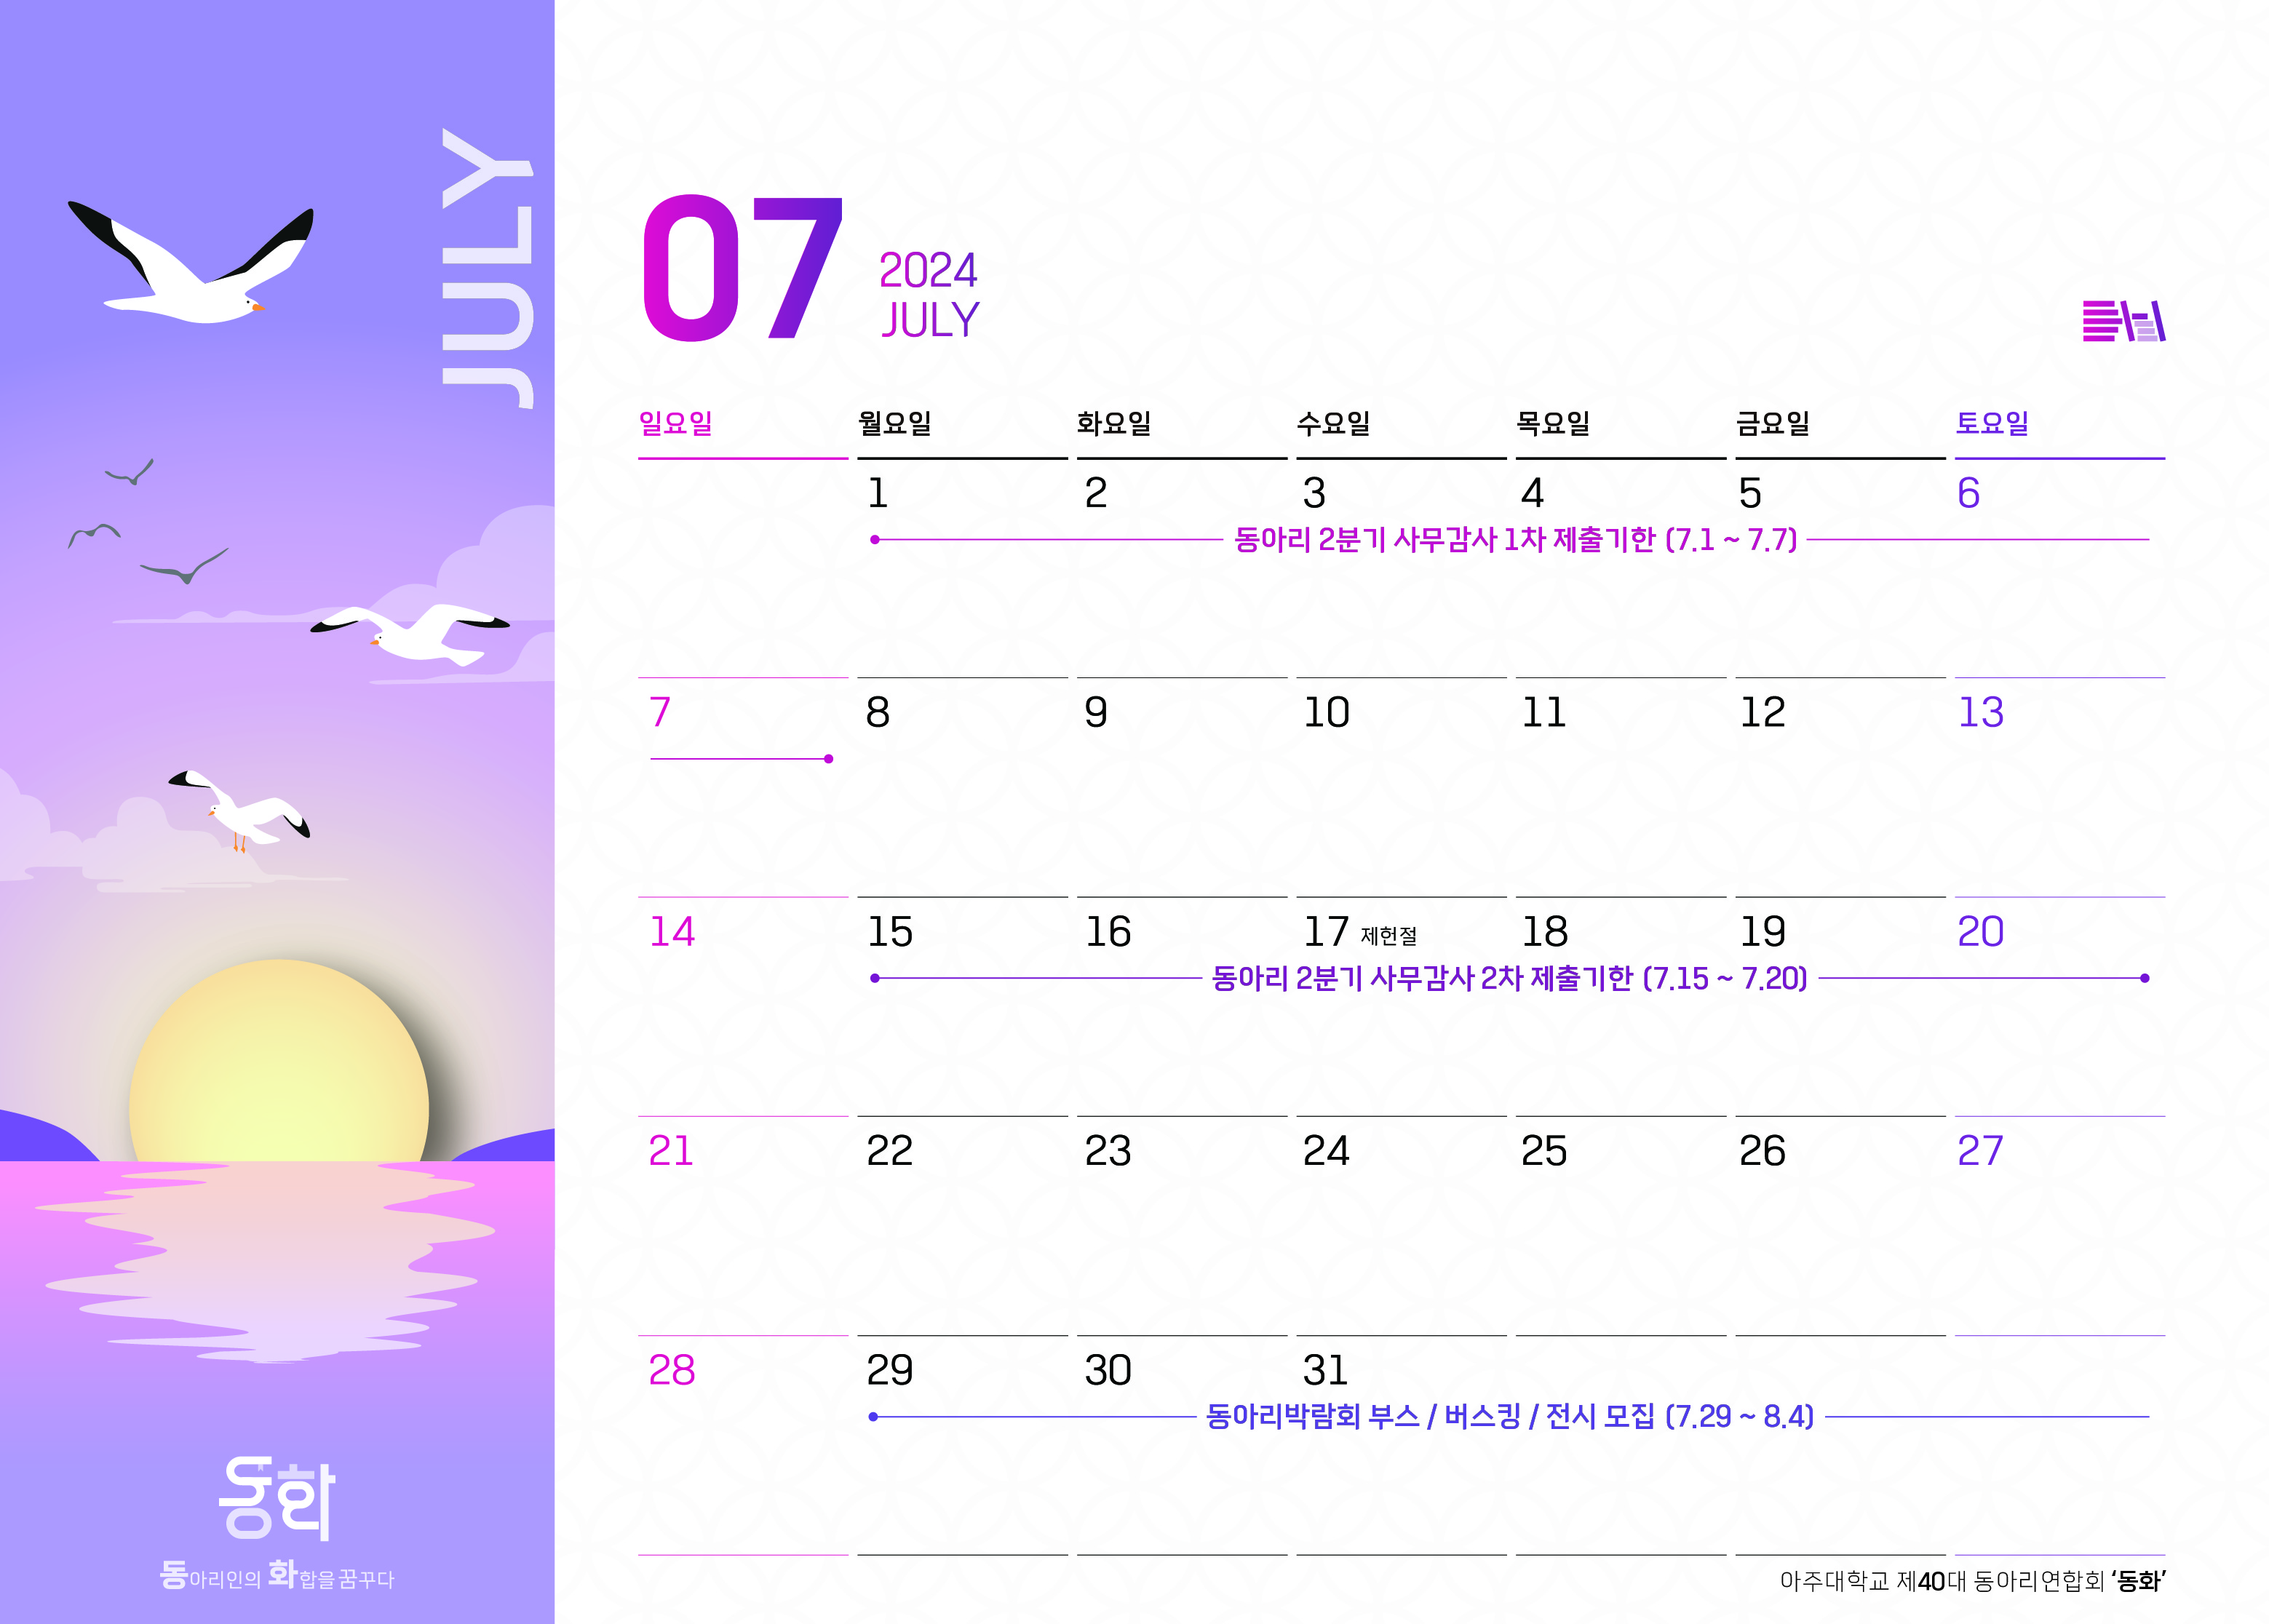 JULY
07
2024
JULY
일요일 월요일 화요일 수요일 목요일 금요일 토요일
1 2 3 4 5 6
동아리 2분기 사무감사 1차 제출기한 (7.1 ~ 7.7)
7 8 9 10 11 12 13
14 15 16 17 제헌절 18 19 20
동아리 2분기 사무감사 2차 제출기한 (7.15 ~ 7.20)
21 22 23 24 25 26 27
28 29 30 31
동아리박람회 부스 / 버스킹 / 전시 모집 (7.29 ~ 8.4)
동화
동아리인의 화합을 꿈꾸다
아주대학교 제40대 동아리연합회 ‘동화’